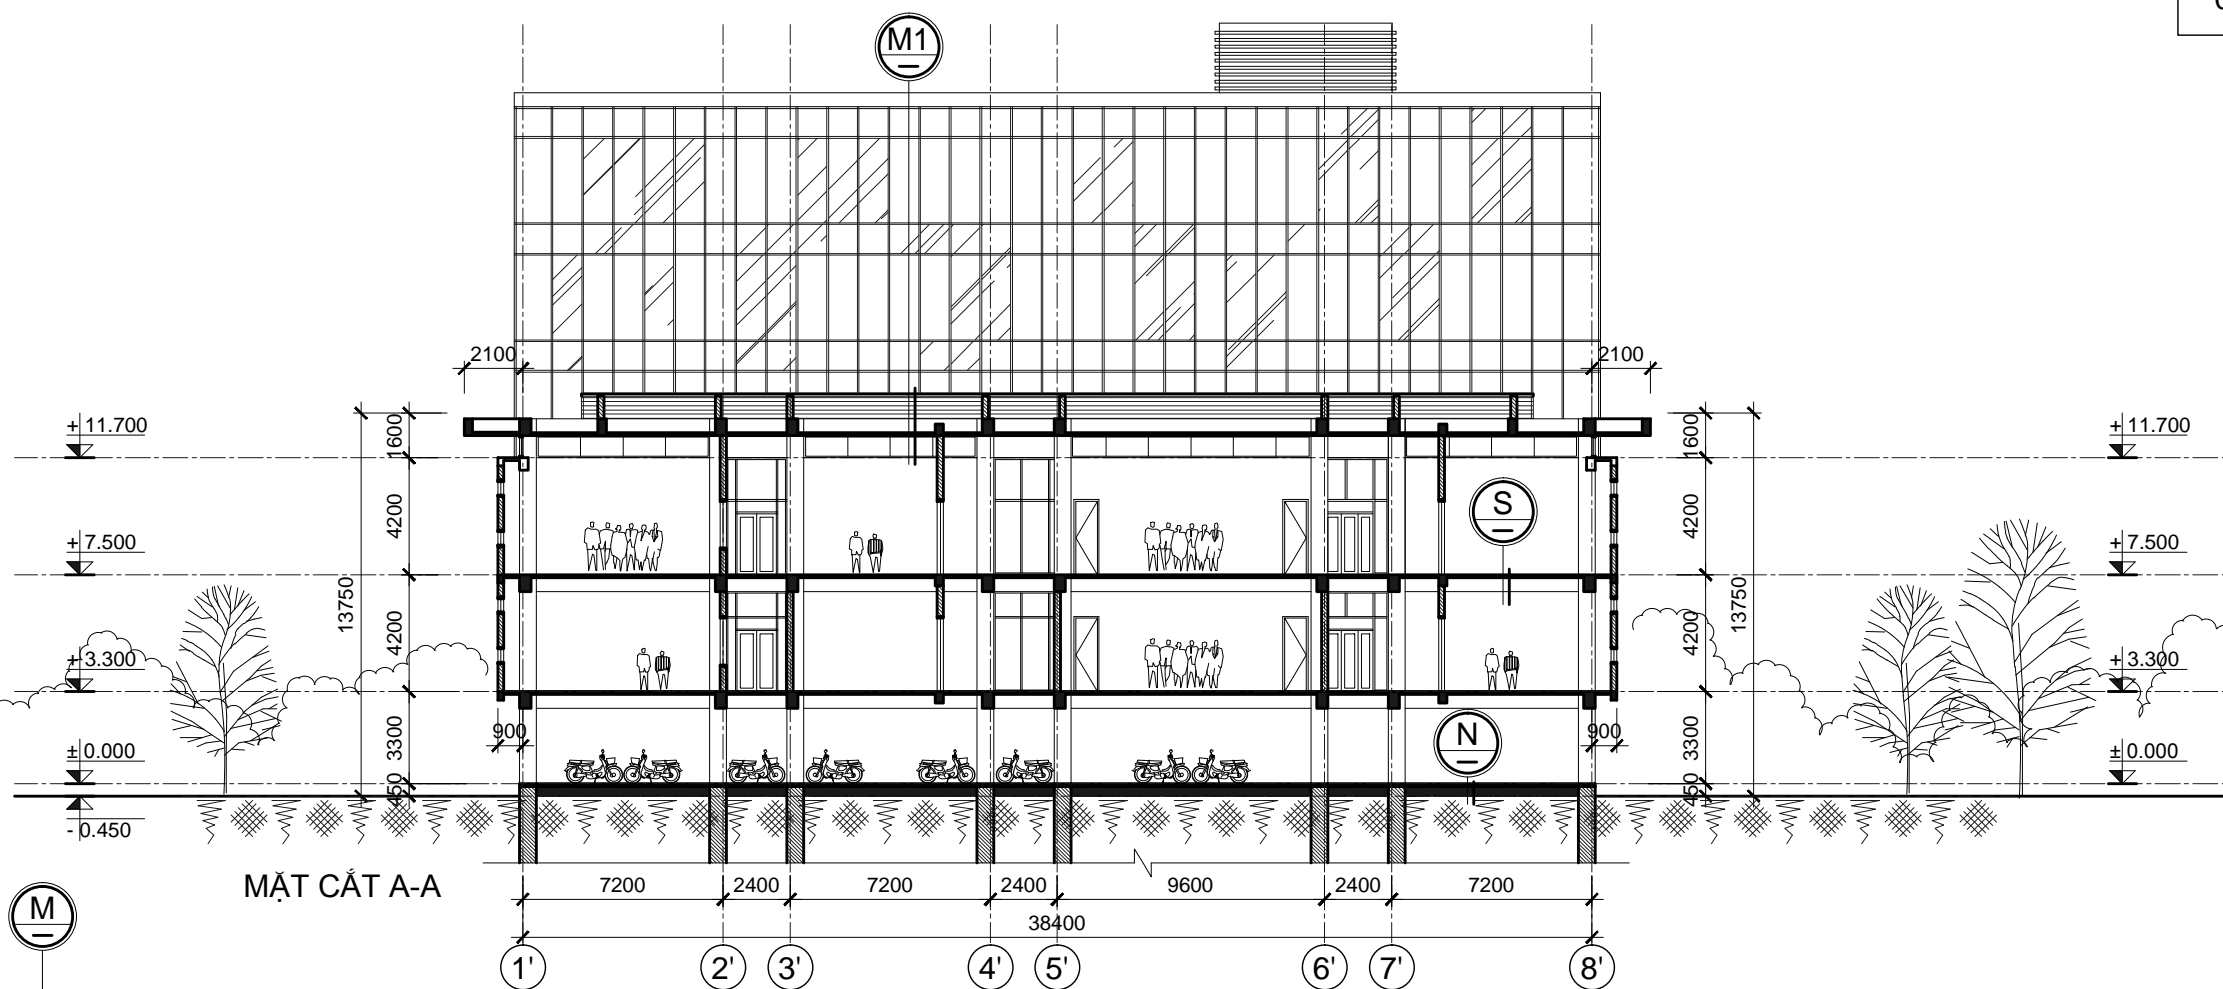 M1
2100 2100
+ 11.700 1600 1600 + 11.700
S
4200 4200
+ 7.500 + 7.500
13750 13750
4200 4200
+ 3.300 + 3.300
900 N 900
3300 3300
± 0.000 ± 0.000
450 450
- 0.450
MẶT CẮT A-A
7200 2400 7200 2400 9600 2400 7200
M
38400
1' 2' 3' 4' 5' 6' 7' 8'